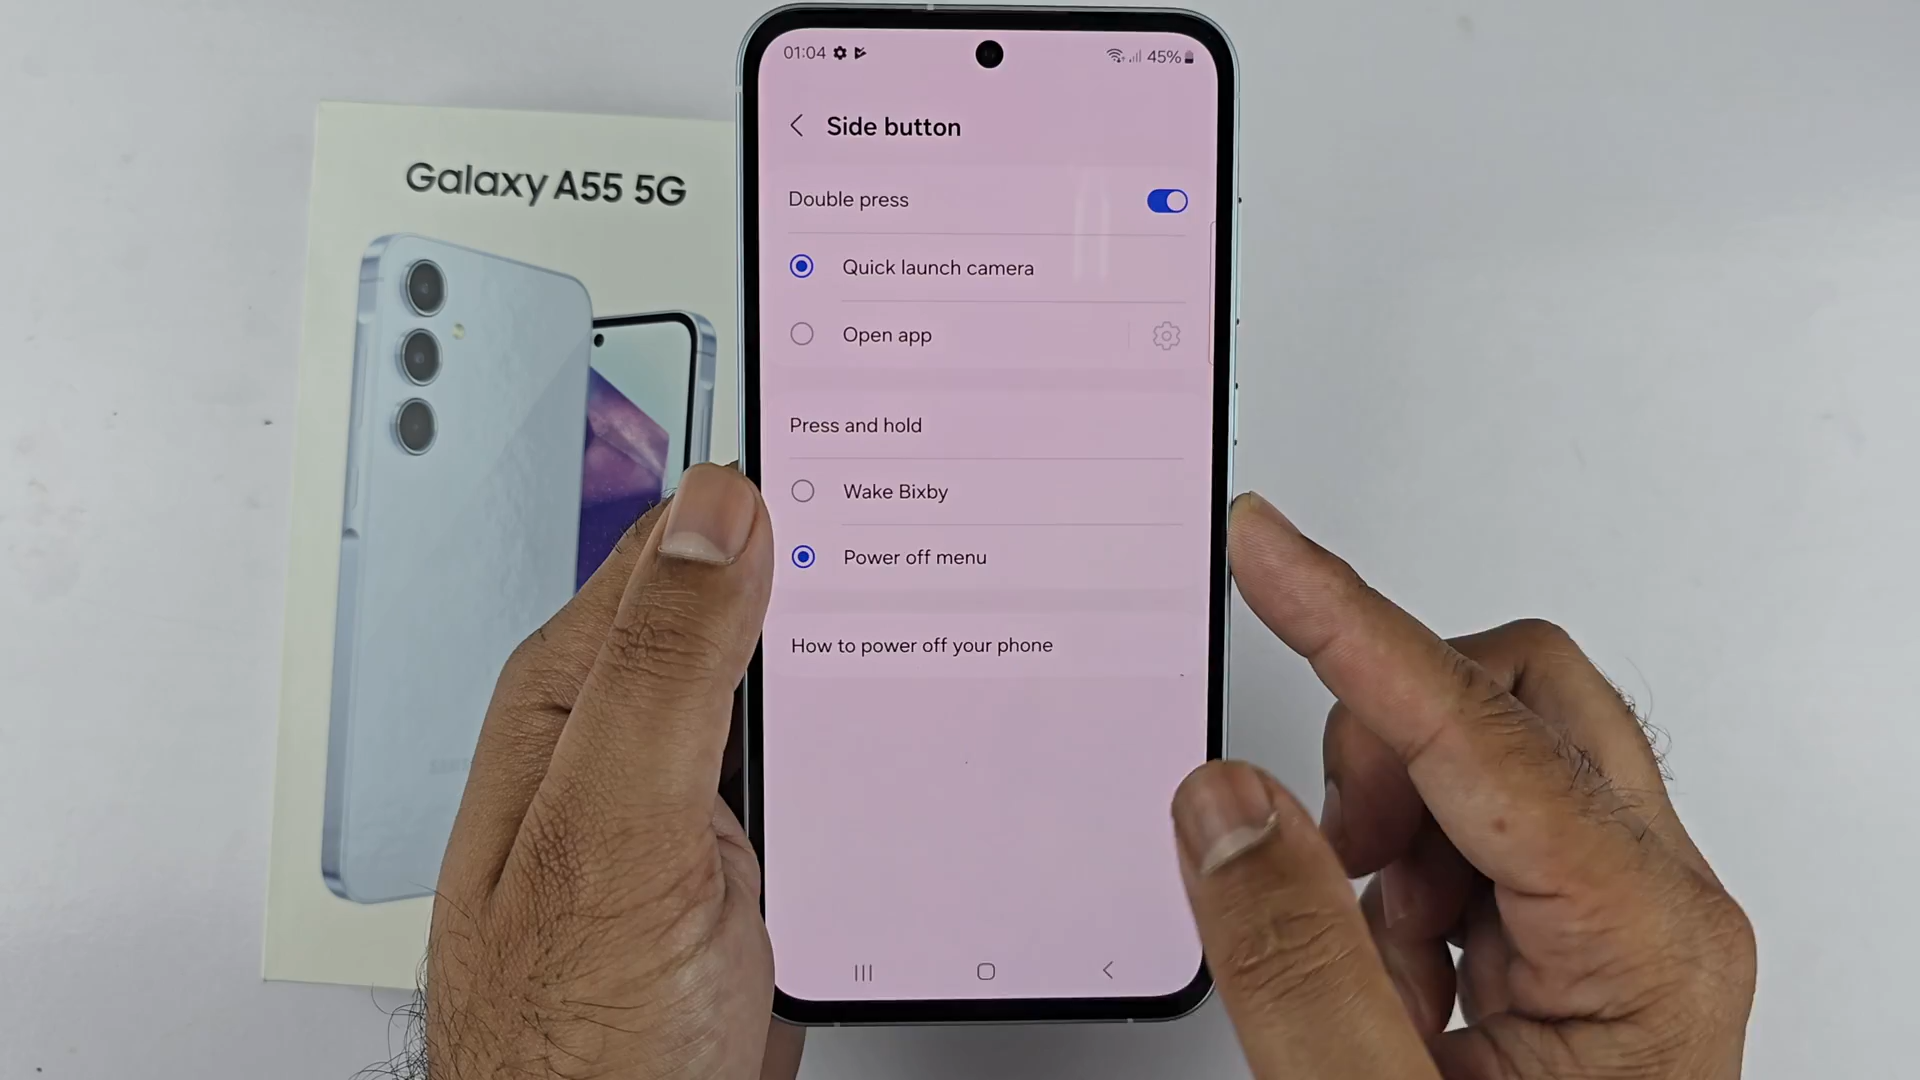 Galaxy A55 5G
01:04
45%
Side button
Double press
Quick launch camera
Open app
Press and hold
Wake Bixby
Power off menu
How to power off your phone